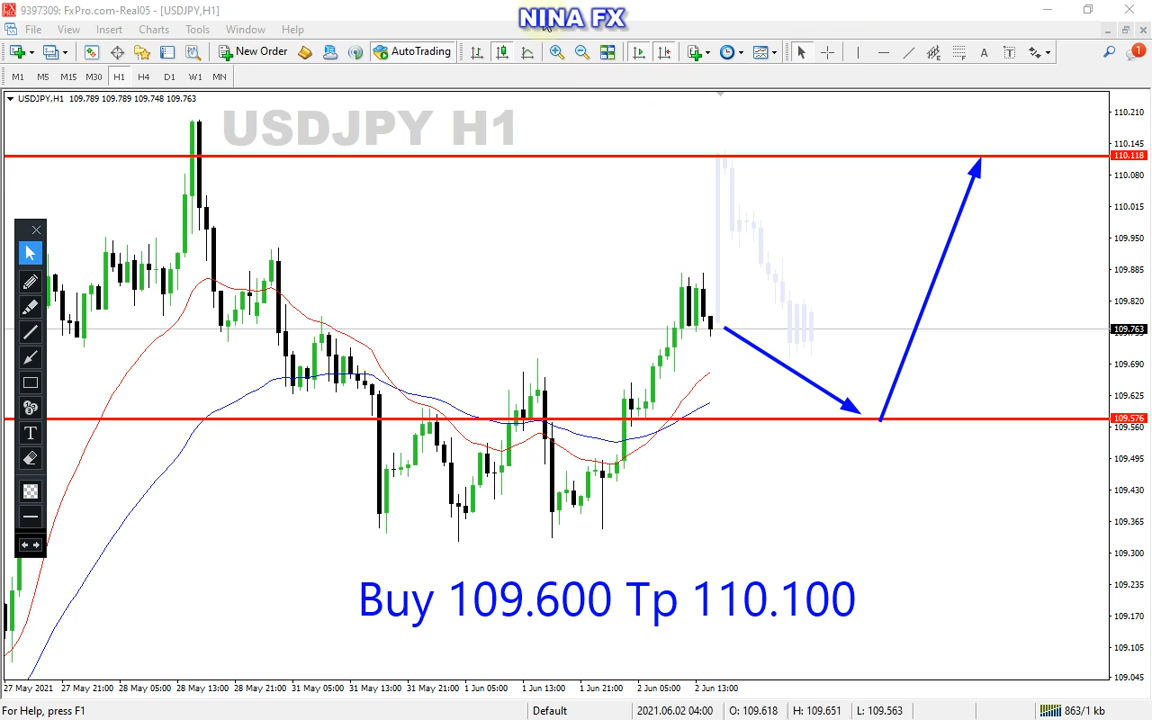 9397309: FxPro.com-Real05 - [USDJPY,H1]
NINA FX
File View Insert Charts Tools Window Help
New Order AutoTrading
M1 M5 M15 M30 H1 H4 D1 W1 MN
USDJPY,H1 109.789 109.789 109.748 109.763
USDJPY H1
110.210
110.145
110.118
110.080
110.015
109.950
109.885
109.820
109.763
109.690
109.625
109.576
109.560
109.495
109.430
109.365
109.300
109.235
109.170
109.105
109.045
Buy 109.600 Tp 110.100
27 May 2021 27 May 21:00 28 May 05:00 28 May 13:00 28 May 21:00 31 May 05:00 31 May 13:00 31 May 21:00 1 Jun 05:00 1 Jun 13:00 1 Jun 21:00 2 Jun 05:00 2 Jun 13:00
For Help, press F1 Default 2021.06.02 04:00 O: 109.618 H: 109.651 L: 109.563 863/1 kb